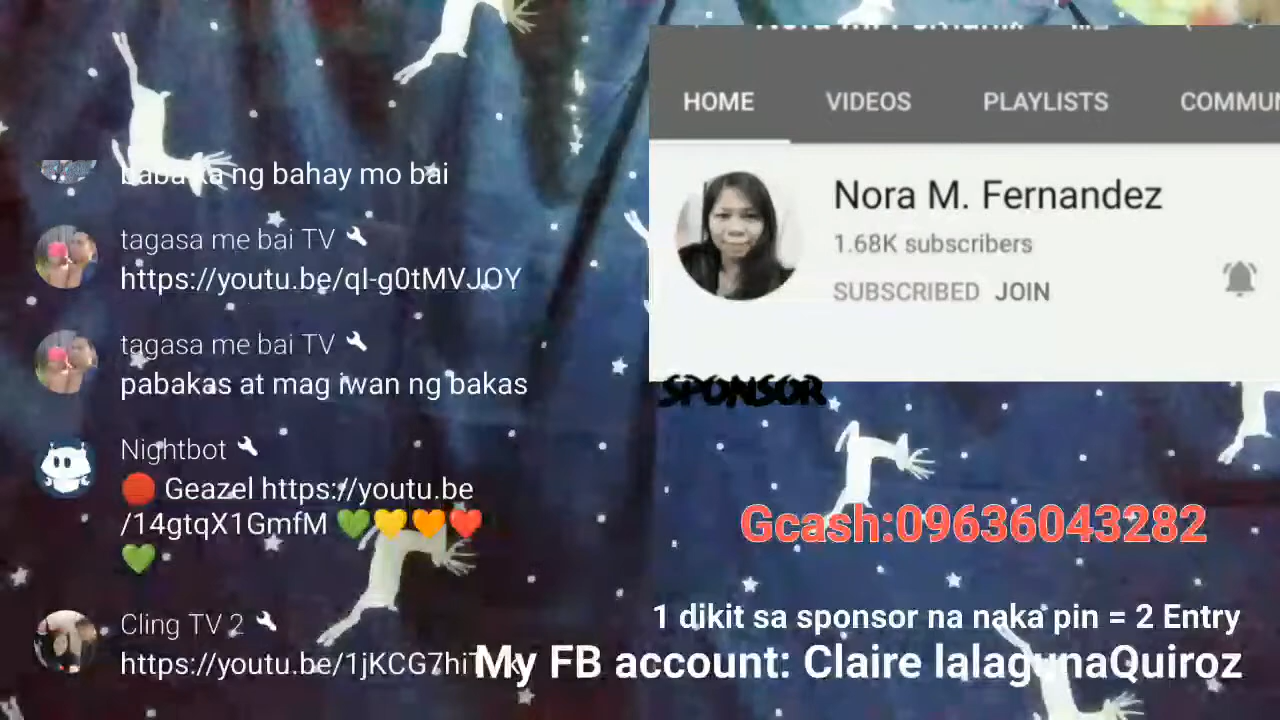 ng bahay mo bai
tagasa me bai TV
https://youtu.be/qI-g0tMVJOY
tagasa me bai TV
pabakas at mag iwan ng bakas
Nightbot
🔴 Geazel https://youtu.be
/14gtqX1GmfM 💚💛🧡❤️
💚
Cling TV 2
HOME VIDEOS PLAYLISTS COMMUN
Nora M. Fernandez
1.68K subscribers
SUBSCRIBED JOIN
SPONSOR
Gcash:09636043282
1 dikit sa sponsor na naka pin = 2 Entry
My FB account: Claire lalagunaQuiroz